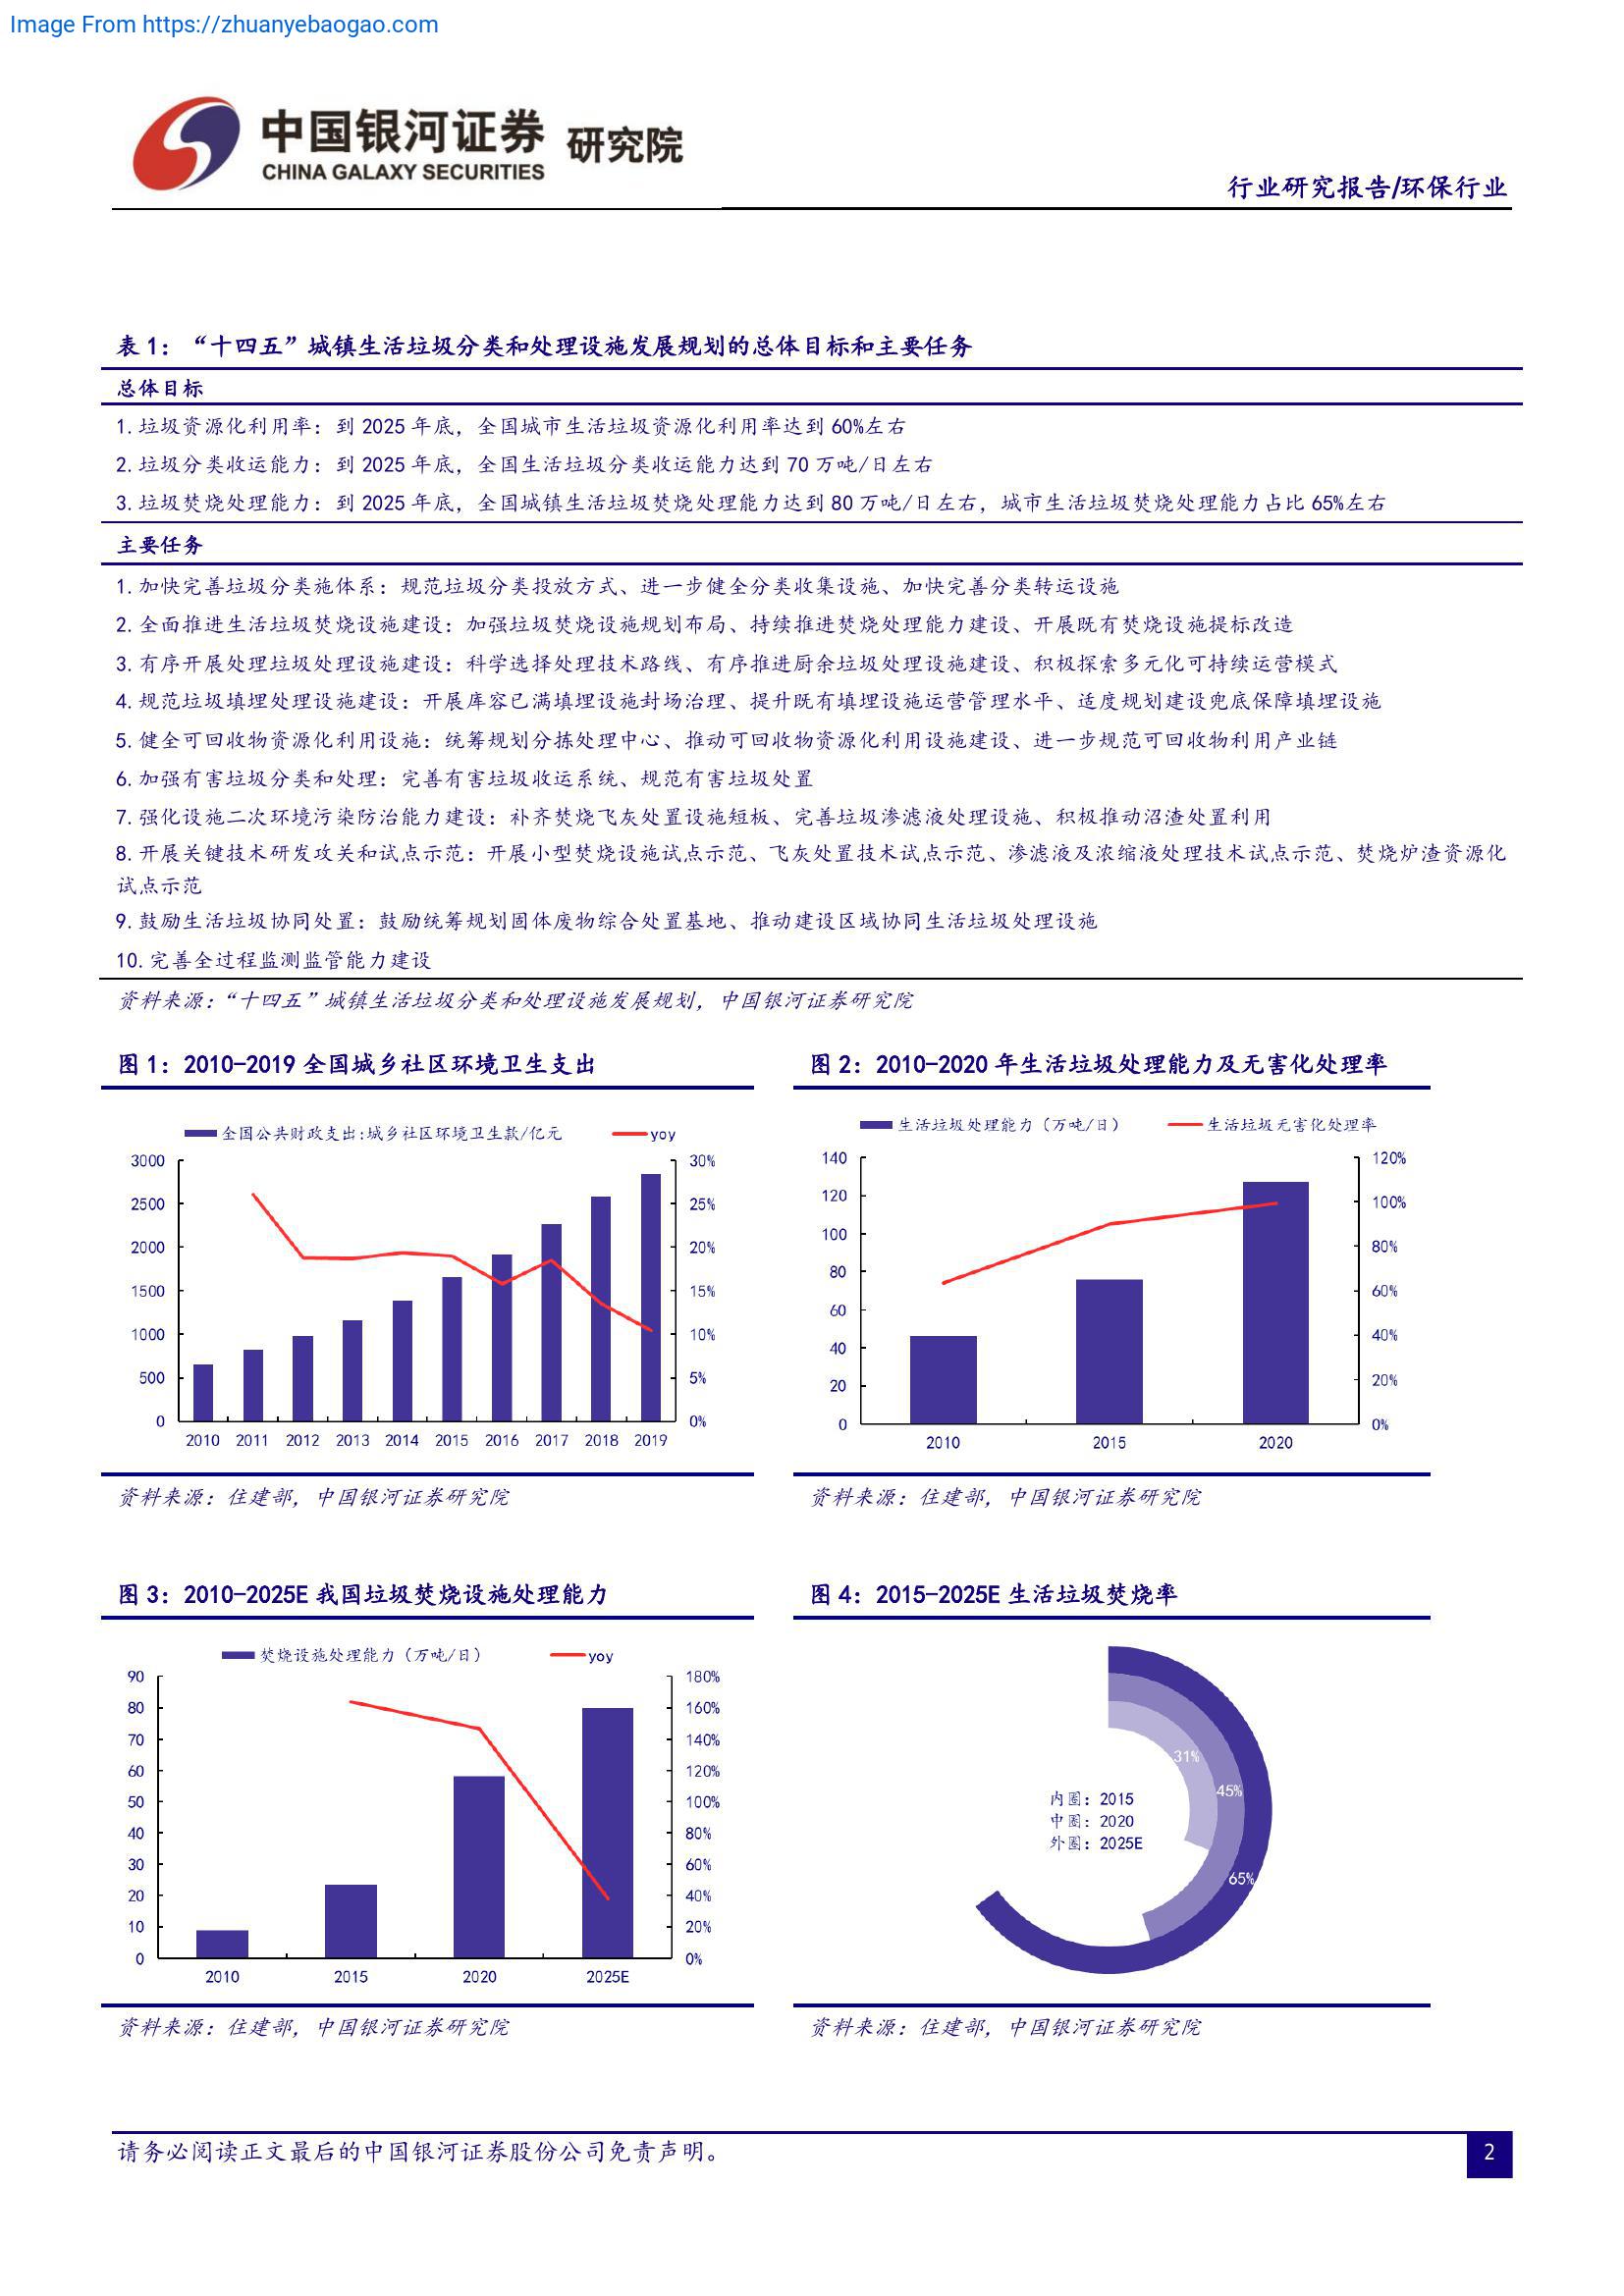 Image From https://zhuanyebaogao.com
中国银河证券 研究院
CHINA GALAXY SECURITIES
行业研究报告/环保行业
表 1：“十四五”城镇生活垃圾分类和处理设施发展规划的总体目标和主要任务
总体目标
1.垃圾资源化利用率：到 2025 年底，全国城市生活垃圾资源化利用率达到 60%左右
2.垃圾分类收运能力：到 2025 年底，全国生活垃圾分类收运能力达到 70 万吨/日左右
3.垃圾焚烧处理能力：到 2025 年底，全国城镇生活垃圾焚烧处理能力达到 80 万吨/日左右，城市生活垃圾焚烧处理能力占比 65%左右
主要任务
1.加快完善垃圾分类施体系：规范垃圾分类投放方式、进一步健全分类收集设施、加快完善分类转运设施
2.全面推进生活垃圾焚烧设施建设：加强垃圾焚烧设施规划布局、持续推进焚烧处理能力建设、开展既有焚烧设施提标改造
3.有序开展处理垃圾处理设施建设：科学选择处理技术路线、有序推进厨余垃圾处理设施建设、积极探索多元化可持续运营模式
4.规范垃圾填埋处理设施建设：开展库容已满填埋设施封场治理、提升既有填埋设施运营管理水平、适度规划建设兜底保障填埋设施
5.健全可回收物资源化利用设施：统筹规划分拣处理中心、推动可回收物资源化利用设施建设、进一步规范可回收物利用产业链
6.加强有害垃圾分类和处理：完善有害垃圾收运系统、规范有害垃圾处置
7.强化设施二次环境污染防治能力建设：补齐焚烧飞灰处置设施短板、完善垃圾渗滤液处理设施、积极推动沼渣处置利用
8.开展关键技术研发攻关和试点示范：开展小型焚烧设施试点示范、飞灰处置技术试点示范、渗滤液及浓缩液处理技术试点示范、焚烧炉渣资源化
试点示范
9.鼓励生活垃圾协同处置：鼓励统筹规划固体废物综合处置基地、推动建设区域协同生活垃圾处理设施
10.完善全过程监测监管能力建设
资料来源：“十四五”城镇生活垃圾分类和处理设施发展规划，中国银河证券研究院
图 1：2010-2019 全国城乡社区环境卫生支出
全国公共财政支出:城乡社区环境卫生款/亿元 yoy
3000 30%
2500 25%
2000 20%
1500 15%
1000 10%
500 5%
0 0%
2010 2011 2012 2013 2014 2015 2016 2017 2018 2019
资料来源：住建部，中国银河证券研究院
图 2：2010-2020 年生活垃圾处理能力及无害化处理率
生活垃圾处理能力（万吨/日） 生活垃圾无害化处理率
140 120%
120 100%
100 80%
80 60%
60 40%
40 20%
20 0%
0
2010 2015 2020
资料来源：住建部，中国银河证券研究院
图 3：2010-2025E 我国垃圾焚烧设施处理能力
焚烧设施处理能力（万吨/日） yoy
90 180%
80 160%
70 140%
60 120%
50 100%
40 80%
30 60%
20 40%
10 20%
0 0%
2010 2015 2020 2025E
资料来源：住建部，中国银河证券研究院
图 4：2015-2025E 生活垃圾焚烧率
31%
45%
内圈：2015
中圈：2020
外圈：2025E
65%
资料来源：住建部，中国银河证券研究院
请务必阅读正文最后的中国银河证券股份公司免责声明。
2